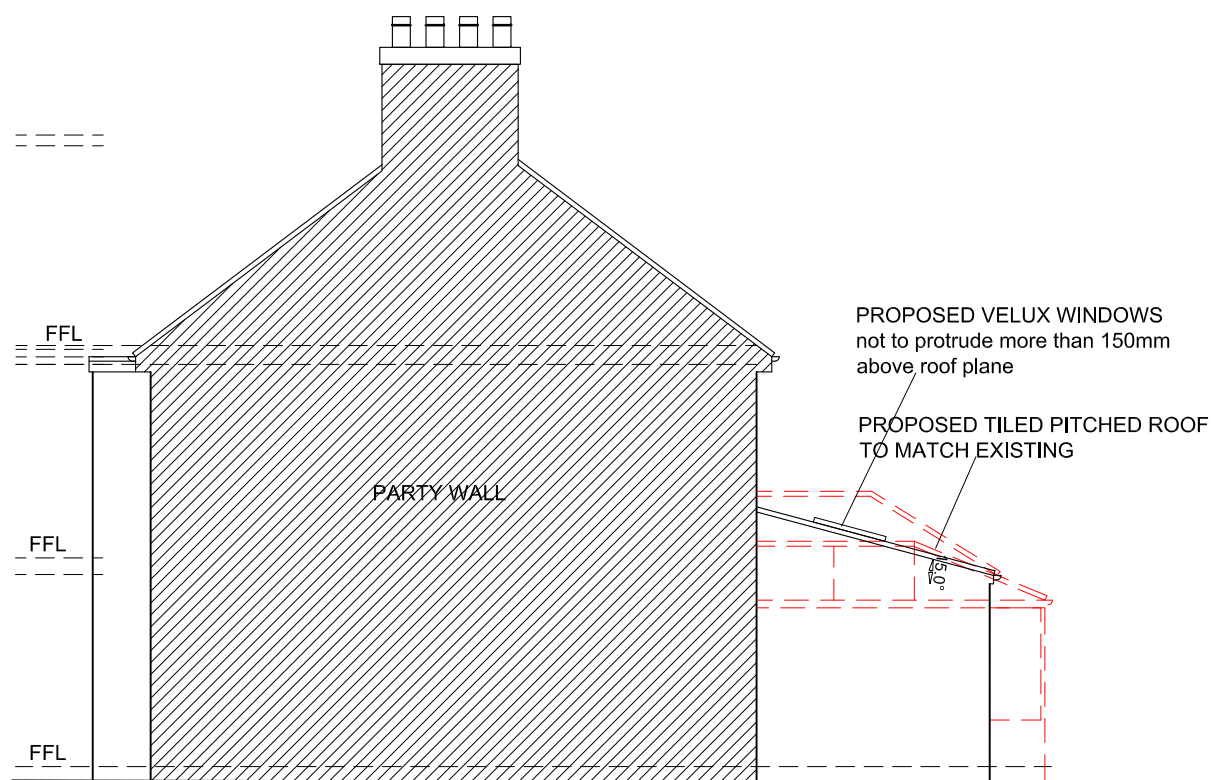 FFL
PROPOSED VELUX WINDOWS
not to protrude more than 150mm
above roof plane
PROPOSED TILED PITCHED ROOF
TO MATCH EXISTING
PARTY WALL
FFL
15.0°
FFL